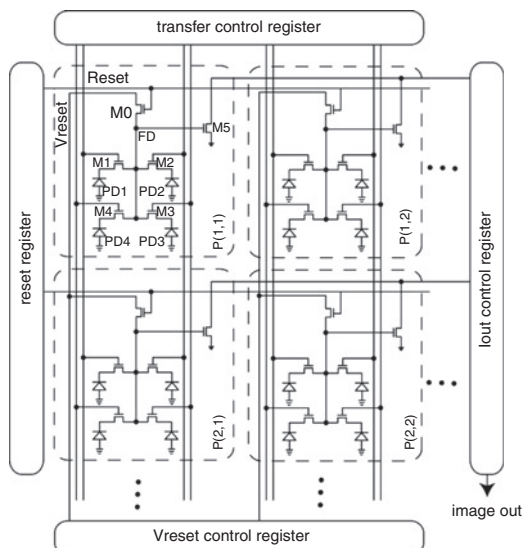 transfer control register
Reset
M0
Vreset
M5
FD
M1
M2
PD1
PD2
M4
M3
PD4
PD3
P(1,1)
P(1,2)
reset register
Iout control register
P(2,1)
P(2,2)
image out
Vreset control register